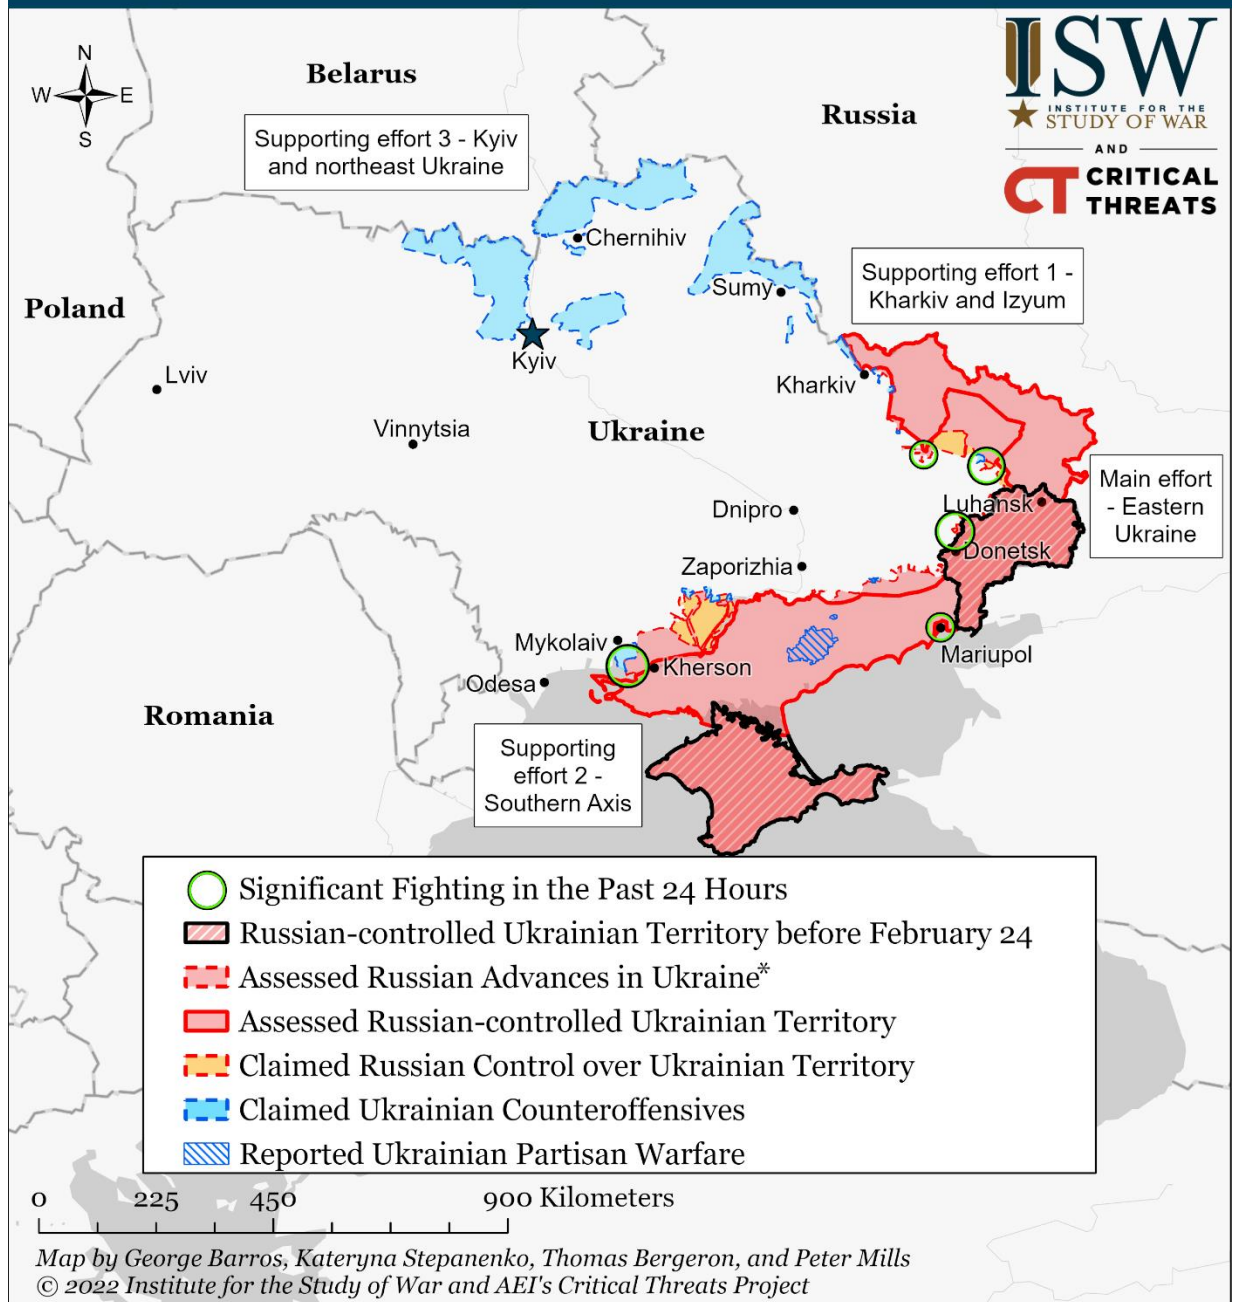 Belarus
N
W E
S
Supporting effort 3 - Kyiv
and northeast Ukraine
Russia
ISW
INSTITUTE FOR THE
STUDY OF WAR
AND
CT CRITICAL
THREATS
Chernihiv
Supporting effort 1 -
Kharkiv and Izyum
Sumy
Poland
Kyiv
Lviv
Kharkiv
Vinnytsia
Ukraine
Main effort
- Eastern
Ukraine
Luhansk
Dnipro
Donetsk
Zaporizhia
Mykolaiv
Mariupol
Kherson
Odesa
Romania
Supporting
effort 2 -
Southern Axis
Significant Fighting in the Past 24 Hours
Russian-controlled Ukrainian Territory before February 24
Assessed Russian Advances in Ukraine*
Assessed Russian-controlled Ukrainian Territory
Claimed Russian Control over Ukrainian Territory
Claimed Ukrainian Counteroffensives
Reported Ukrainian Partisan Warfare
0 225 450 900 Kilometers
Map by George Barros, Kateryna Stepanenko, Thomas Bergeron, and Peter Mills
© 2022 Institute for the Study of War and AEI's Critical Threats Project